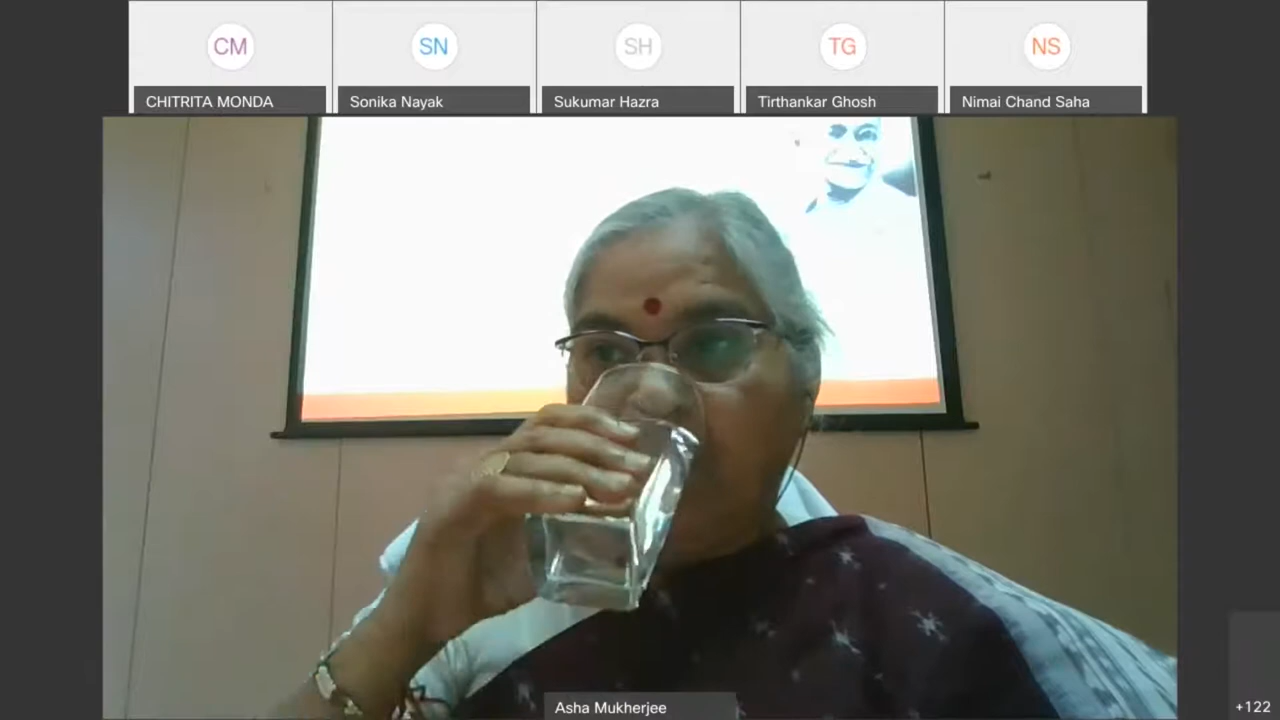 CM
SN
SH
TG
NS
CHITRITA MONDA
Sonika Nayak
Sukumar Hazra
Tirthankar Ghosh
Nimai Chand Saha
Asha Mukherjee
+122